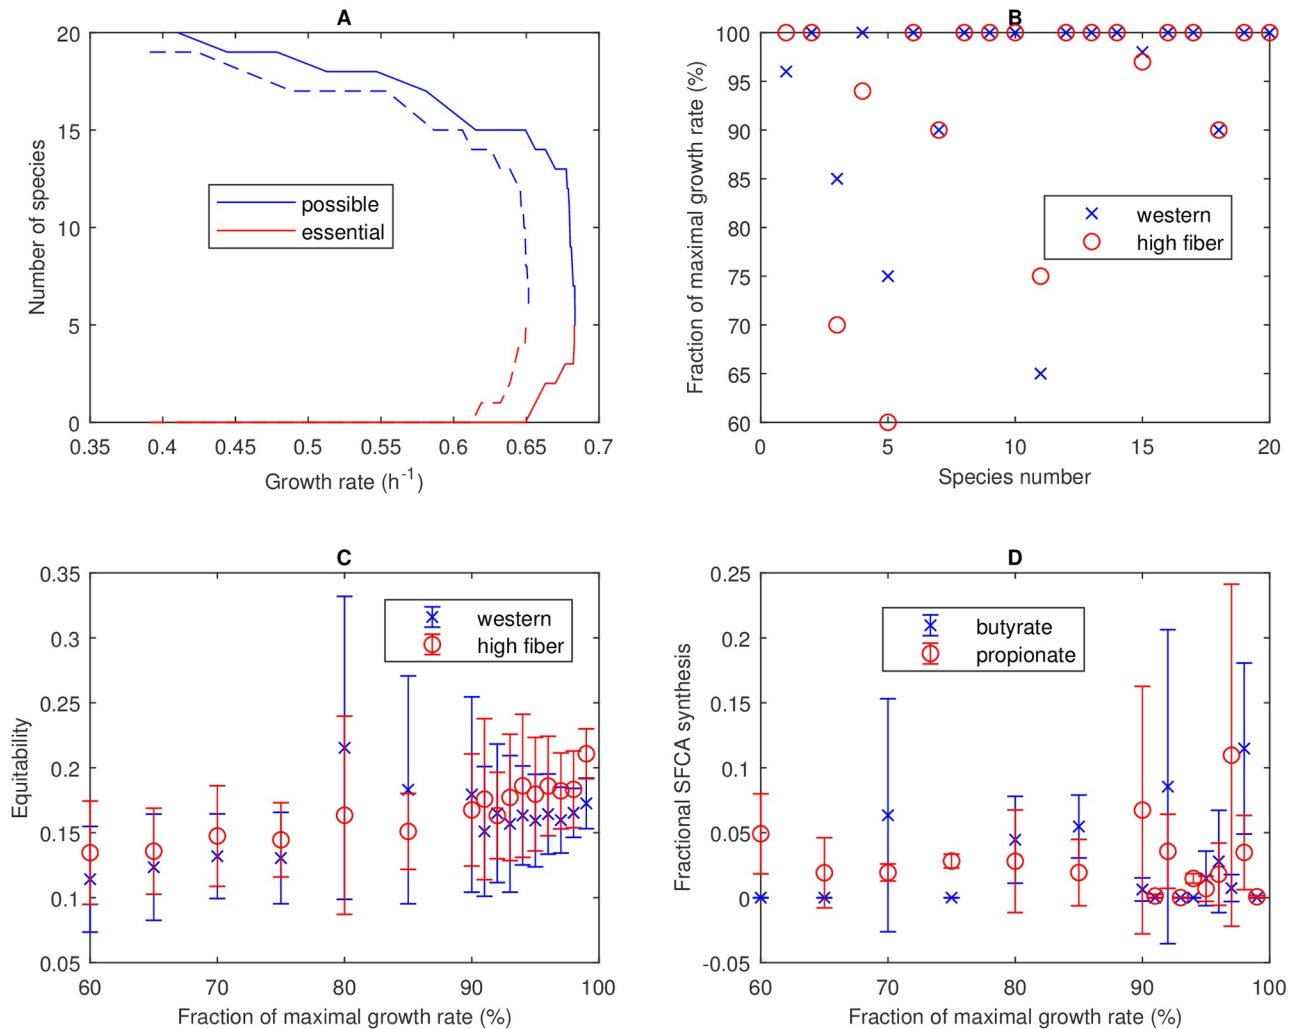 A
20
15
10
5
0
Number of species
possible
essential
0.35 0.4 0.45 0.5 0.55 0.6 0.65 0.7
Growth rate (h-1)
B
100
95
90
85
80
75
70
65
60
Fraction of maximal growth rate (%)
western
high fiber
0 5 10 15 20
Species number
C
0.35
0.3
0.25
0.2
0.15
0.1
0.05
Equitability
western
high fiber
60 70 80 90 100
Fraction of maximal growth rate (%)
D
0.25
0.2
0.15
0.1
0.05
0
-0.05
Fractional SFCA synthesis
butyrate
propionate
60 70 80 90 100
Fraction of maximal growth rate (%)